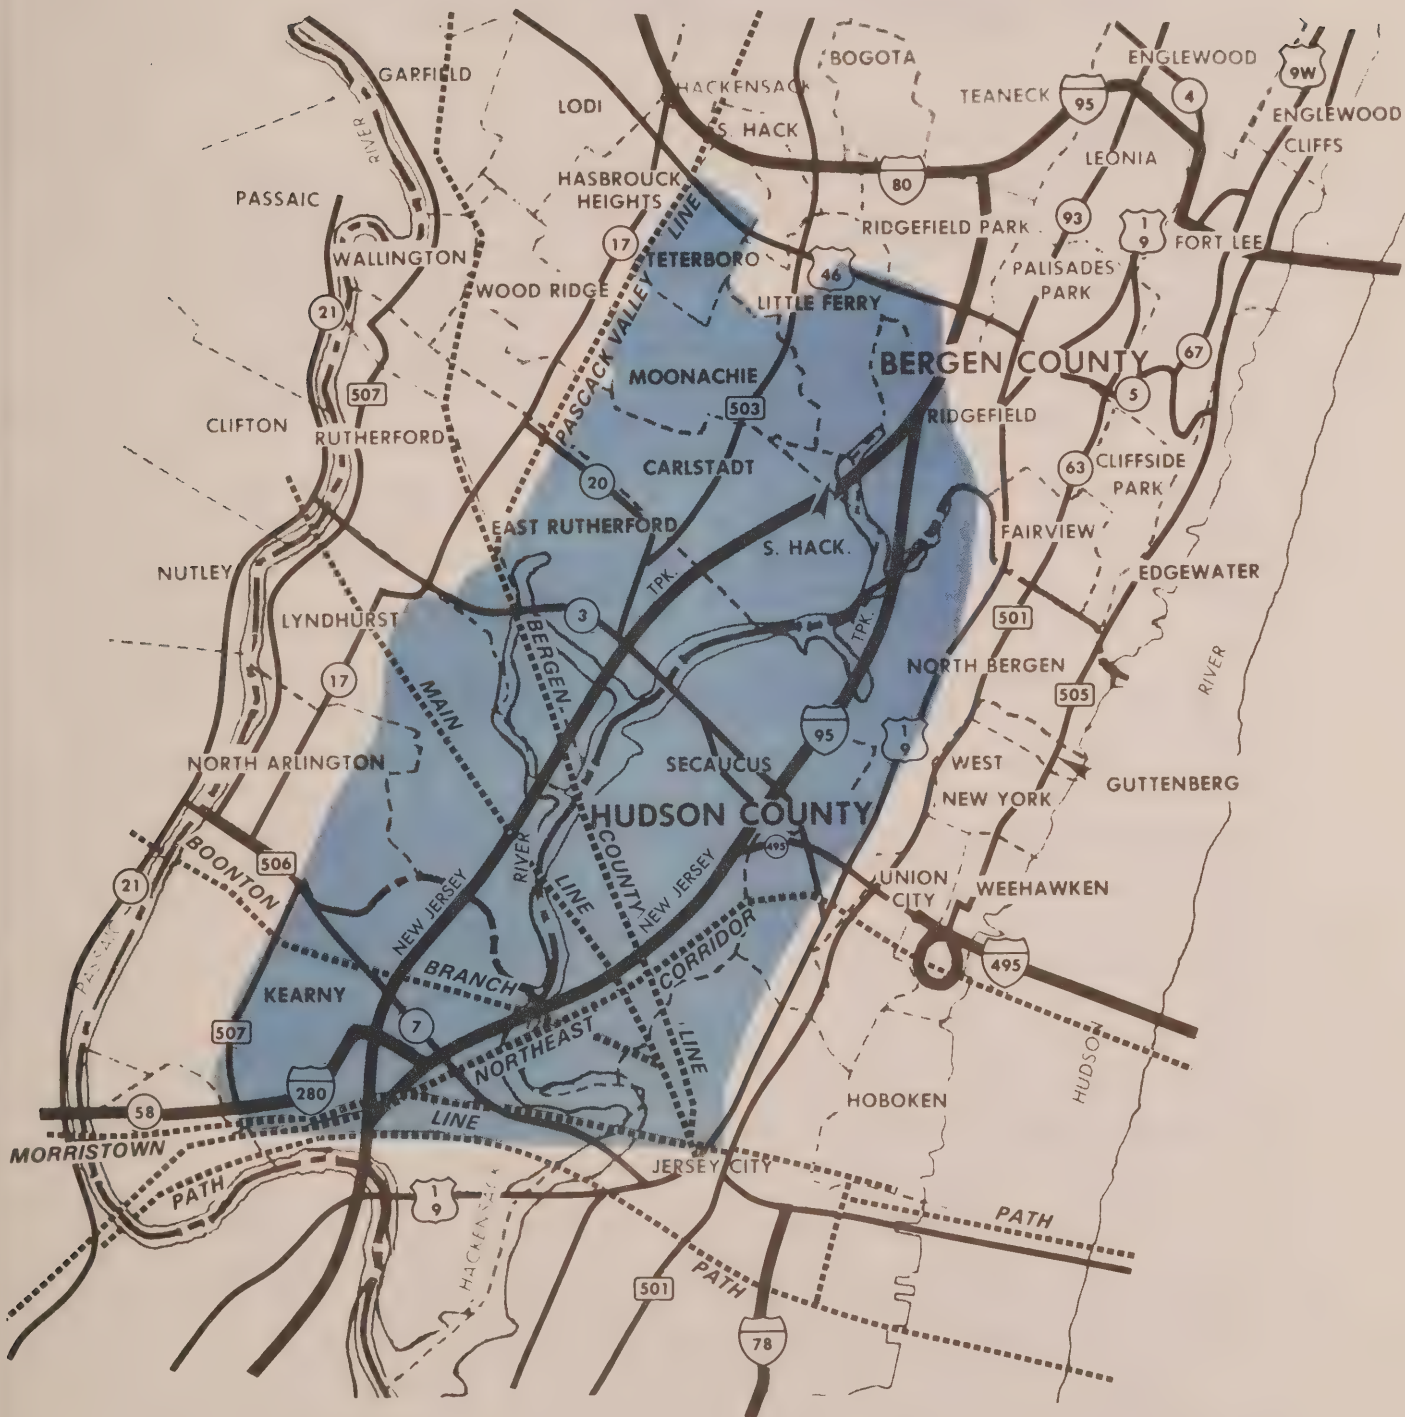 GARFIELD
BOGOTA
ENGLEWOOD
9W
HACKENSACK
LODI
TEANECK
95
4
ENGLEWOOD
CLIFFS
S. HACK
RIVER
LEONIA
HASBROUCK
HEIGHTS
80
PASSAIC
93
1
9
LINE
RIDGEFIELD PARK
FORT LEE
17
WALLINGTON
TETERBORO
46
PALISADES
PARK
WOOD RIDGE
LITTLE FERRY
21
PASCACK VALLEY
67
BERGEN COUNTY
MOONACHIE
507
503
5
RIDGEFIELD
CLIFTON
RUTHERFORD
CARLSTADT
63
CLIFFSIDE
PARK
20
EAST RUTHERFORD
FAIRVIEW
S. HACK.
NUTLEY
TPK.
EDGEWATER
LYNDHURST
3
BERGEN-
TPK.
501
NORTH BERGEN
17
MAIN
505
RIVER
95
1
9
NORTH ARLINGTON
SECAUCUS
WEST
NEW YORK
GUTTENBERG
HUDSON COUNTY
BOONTON
506
RIVER
COUNTY
495
21
LINE
NEW JERSEY
UNION
CITY
WEEHAWKEN
NEW JERSEY
PASSAIC
BRANCH
CORRIDOR
495
KEARNY
507
7
NORTHEAST
LINE
HUDSON
280
58
LINE
HOBOKEN
MORRISTOWN
JERSEY CITY
PATH
1
9
HACKENSACK
PATH
PATH
501
78